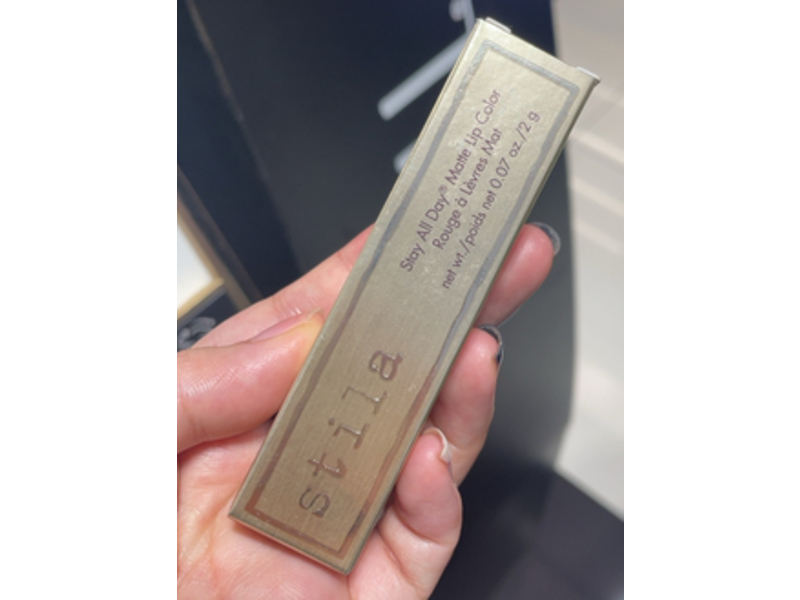 Stay All Day® Matte Lip Color
Rouge à Lèvres Mat
net wt./poids net 0.07 oz./2 g
stila